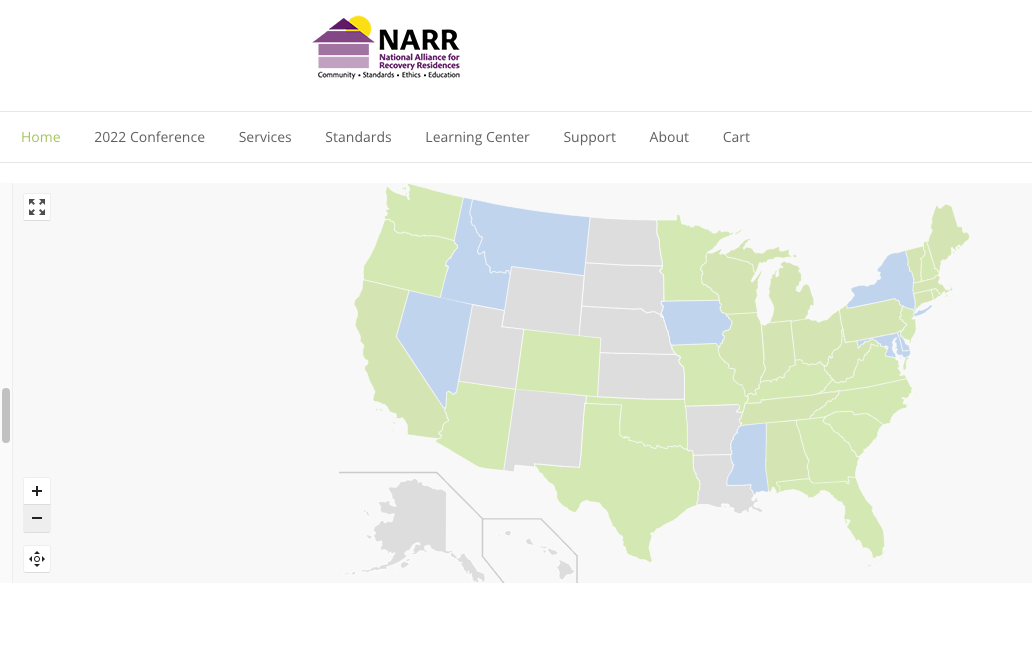 NARR
National Alliance for
Recovery Residences
Community • Standards • Ethics • Education
Home 2022 Conference Services Standards Learning Center Support About Cart
+
−